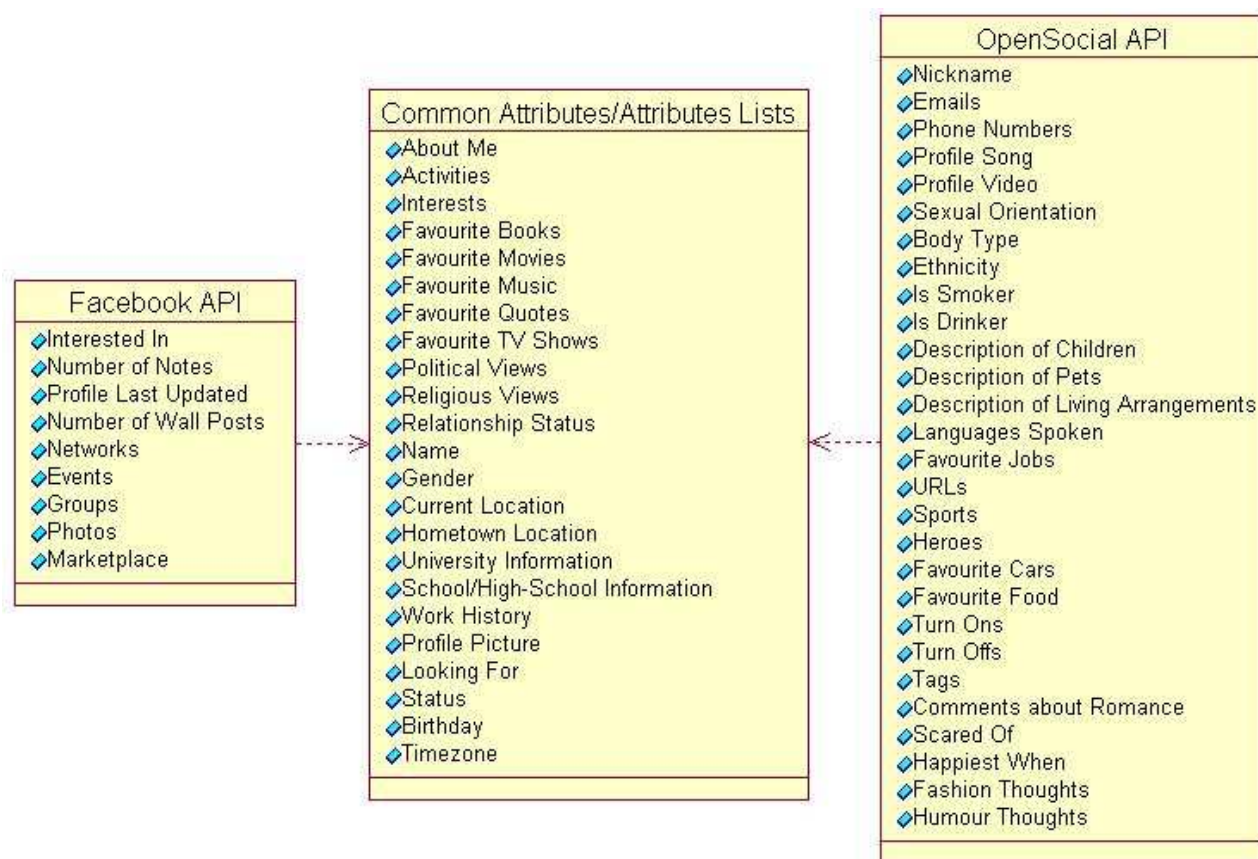 Facebook API
Interested In
Number of Notes
Profile Last Updated
Number of Wall Posts
Networks
Events
Groups
Photos
Marketplace
Common Attributes/Attributes Lists
About Me
Activities
Interests
Favourite Books
Favourite Movies
Favourite Music
Favourite Quotes
Favourite TV Shows
Political Views
Religious Views
Relationship Status
Name
Gender
Current Location
Hometown Location
University Information
School/High-School Information
Work History
Profile Picture
Looking For
Status
Birthday
Timezone
OpenSocial API
Nickname
Emails
Phone Numbers
Profile Song
Profile Video
Sexual Orientation
Body Type
Ethnicity
Is Smoker
Is Drinker
Description of Children
Description of Pets
Description of Living Arrangements
Languages Spoken
Favourite Jobs
URLs
Sports
Heroes
Favourite Cars
Favourite Food
Turn Ons
Turn Offs
Tags
Comments about Romance
Scared Of
Happiest When
Fashion Thoughts
Humour Thoughts